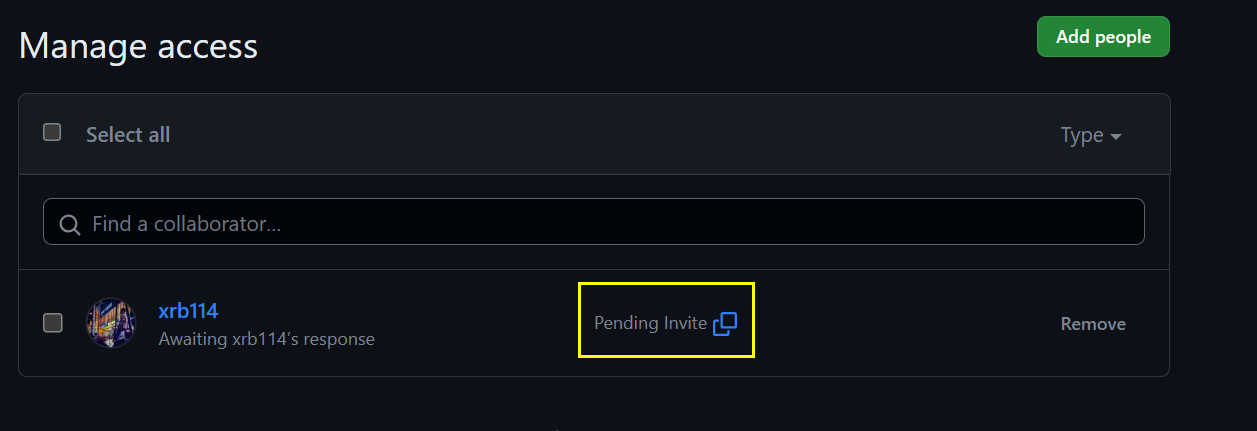 Manage access
Add people
Select all
Type
Find a collaborator...
xrb114
Awaiting xrb114's response
Pending Invite
Remove